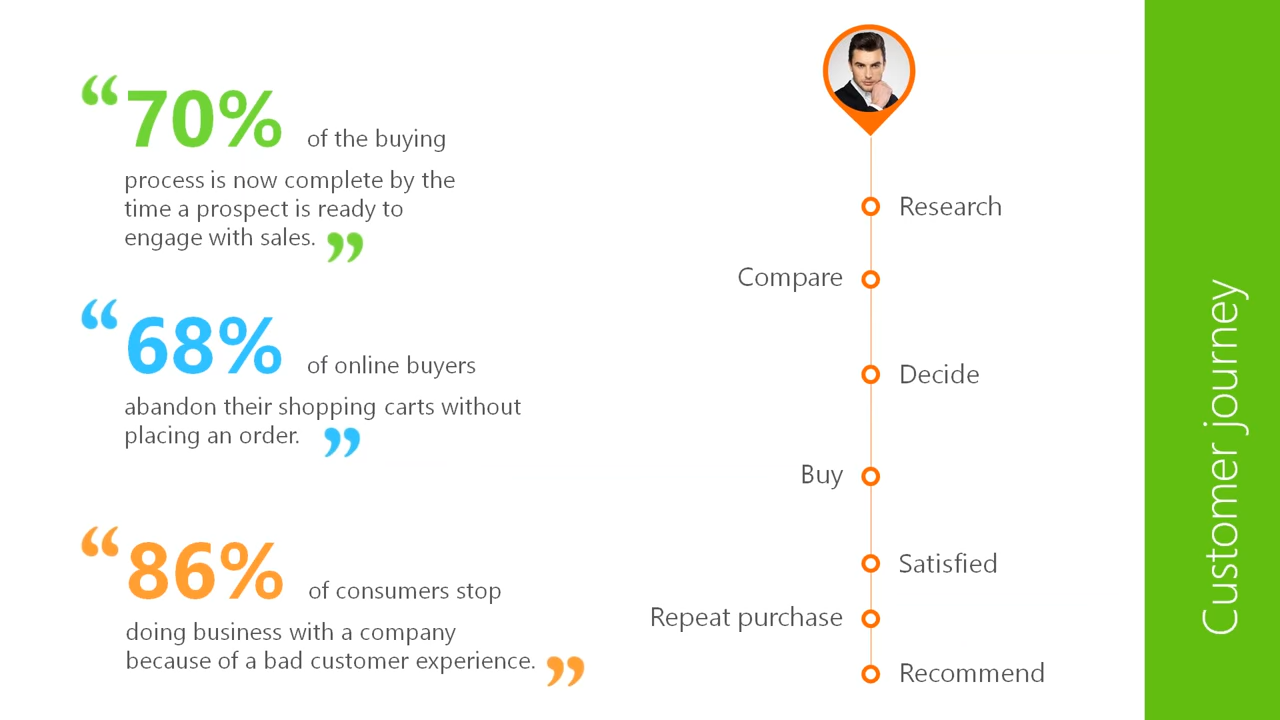 “70% of the buying
process is now complete by the
time a prospect is ready to
engage with sales. ”
“68% of online buyers
abandon their shopping carts without
placing an order. ”
“86% of consumers stop
doing business with a company
because of a bad customer experience. ”
Research
Compare
Decide
Buy
Satisfied
Repeat purchase
Recommend
Customer journey